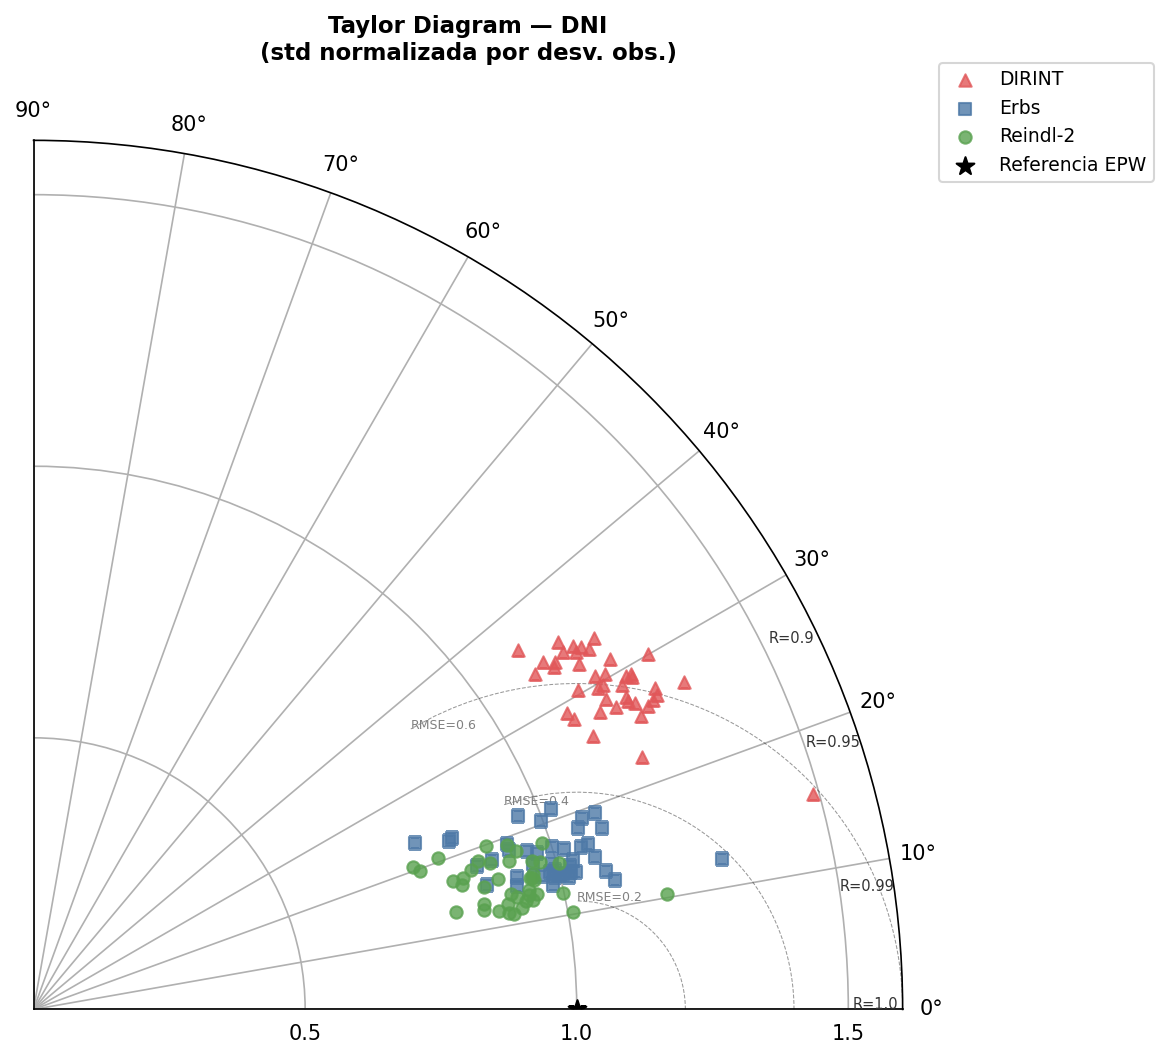 Taylor Diagram — DNI
(std normalizada por desv. obs.)
DIRINT
Erbs
Reindl-2
Referencia EPW
90°
80°
70°
60°
50°
40°
30°
20°
10°
0°
R=0.9
R=0.95
R=0.99
R=1.0
RMSE=0.6
RMSE=0.4
RMSE=0.2
0.5
1.0
1.5